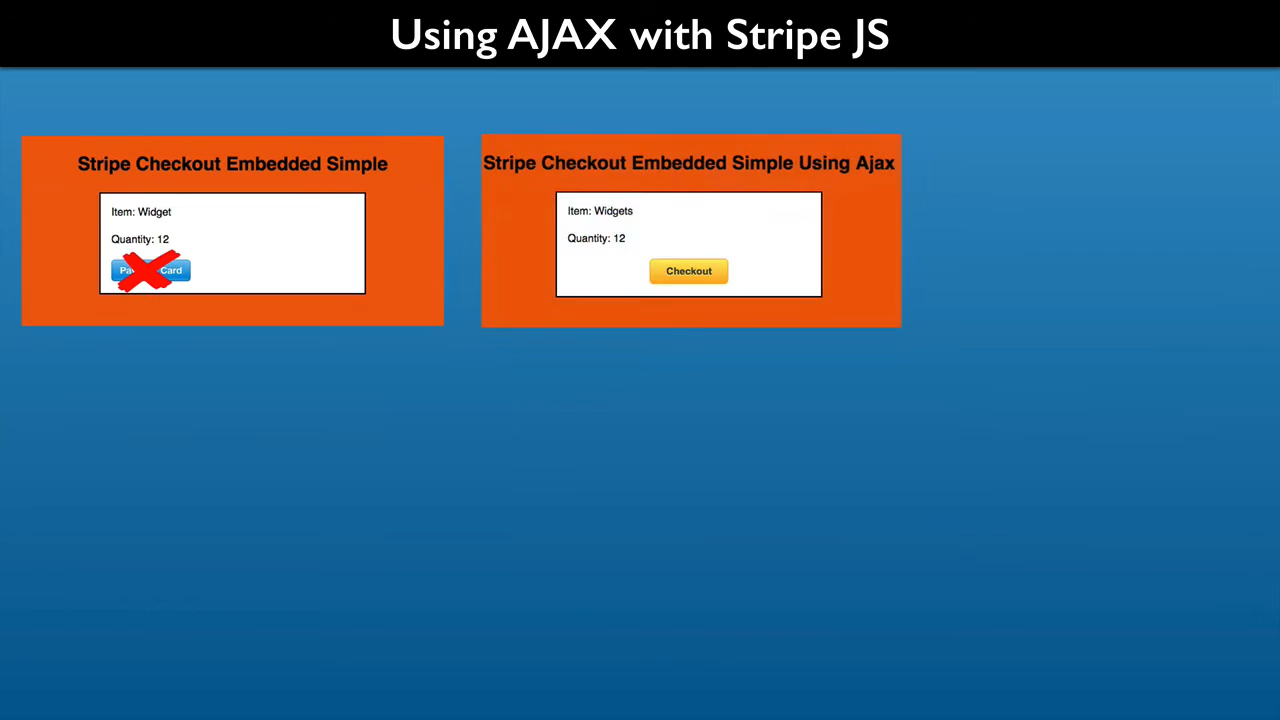 Using AJAX with Stripe JS
Stripe Checkout Embedded Simple
Item: Widget
Quantity: 12
Card
Stripe Checkout Embedded Simple Using Ajax
Item: Widgets
Quantity: 12
Checkout